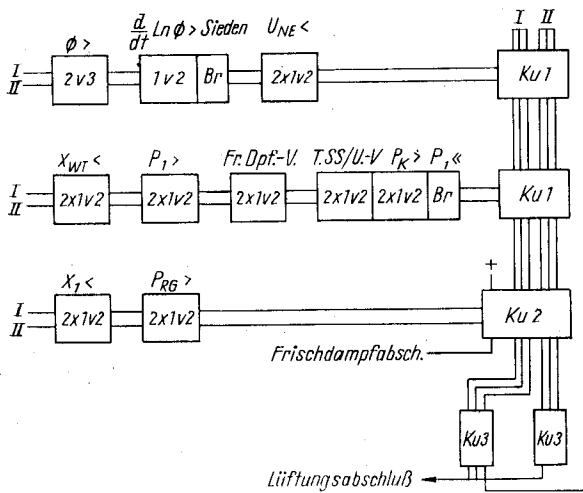 I II
ϕ > d/dt Ln ϕ > Sieden U_NE <
I
II
2v3 1v2 Br 2x1v2 Ku 1
X_WT < P_1 > Fr. Dpf.-V. T.SS/U.-V P_K > P_1 «
I
II
2x1v2 2x1v2 2x1v2 2x1v2 2x1v2 Br Ku 1
X_1 < P_RG > +
I
II
2x1v2 2x1v2 Ku 2
Frischdampfabsch.
Ku3 Ku3
Lüftungsabschluß